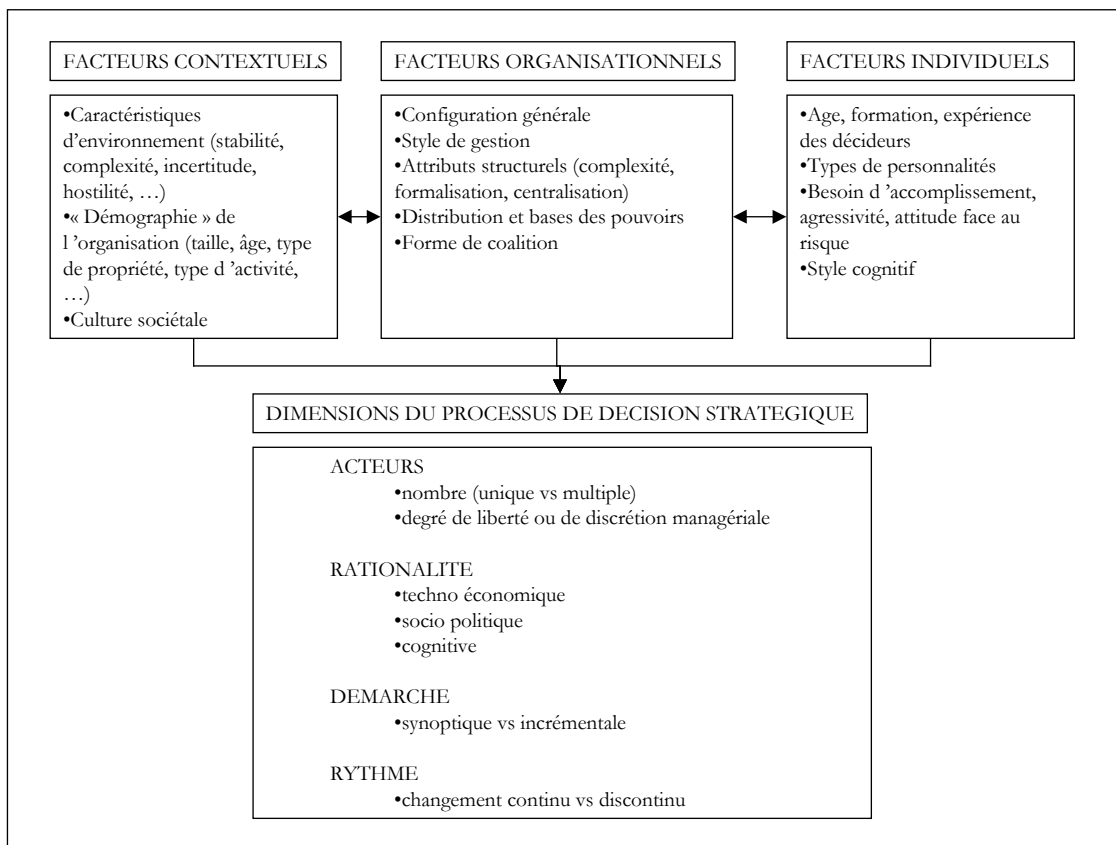 FACTEURS CONTEXTUELS
•Caractéristiques
d'environnement (stabilité,
complexité, incertitude,
hostilité, …)
•« Démographie » de
l 'organisation (taille, âge, type
de propriété, type d 'activité,
…)
•Culture sociétale
FACTEURS ORGANISATIONNELS
•Configuration générale
•Style de gestion
•Attributs structurels (complexité,
formalisation, centralisation)
•Distribution et bases des pouvoirs
•Forme de coalition
FACTEURS INDIVIDUELS
•Age, formation, expérience
des décideurs
•Types de personnalités
•Besoin d 'accomplissement,
agressivité, attitude face au
risque
•Style cognitif
DIMENSIONS DU PROCESSUS DE DECISION STRATEGIQUE
ACTEURS
•nombre (unique vs multiple)
•degré de liberté ou de discrétion managériale
RATIONALITE
•techno économique
•socio politique
•cognitive
DEMARCHE
•synoptique vs incrémentale
RYTHME
•changement continu vs discontinu